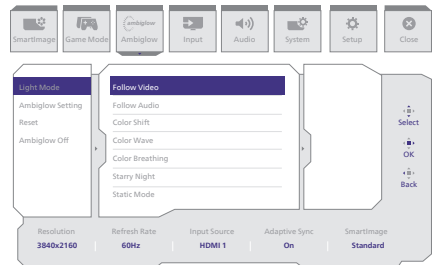 ambiglow
SmartImage Game Mode Ambiglow Input Audio System Setup Close
Light Mode
Ambiglow Setting
Reset
Ambiglow Off
Follow Video
Follow Audio
Color Shift
Color Wave
Color Breathing
Starry Night
Static Mode
Select
OK
Back
Resolution Refresh Rate Input Source Adaptive Sync SmartImage
3840x2160 60Hz HDMI 1 On Standard